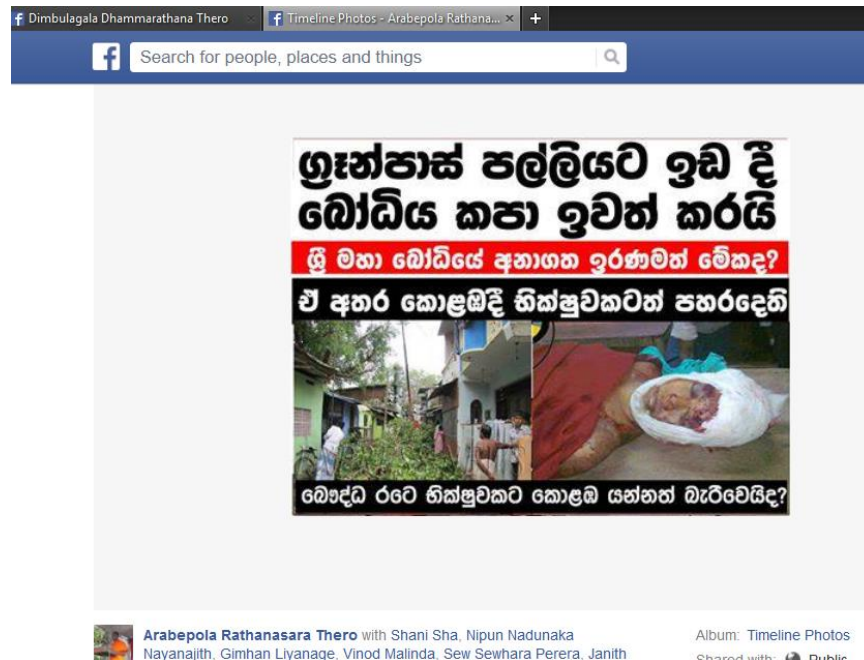 Dimbulagala Dhammarathana Thero
Timeline Photos - Arabepola Rathana...
Search for people, places and things
ග්‍රෑන්පාස් පල්ලියට ඉඩ දී
බෝධිය කපා ඉවත් කරයි
ශ්‍රී මහා බෝධියේ අනාගත ඉරණමත් මේකද?
ඒ අතර කොළඹදී භික්ෂුවකටත් පහරදෙති
බෞද්ධ රටේ භික්ෂුවකට කොළඹ යන්නත් බැරිවෙයිද?
Arabepola Rathanasara Thero with Shani Sha, Nipun Nadunaka
Nayanajith, Gimhan Liyanage, Vinod Malinda, Sew Sewhara Perera, Janith
Album: Timeline Photos
Shared with: Public